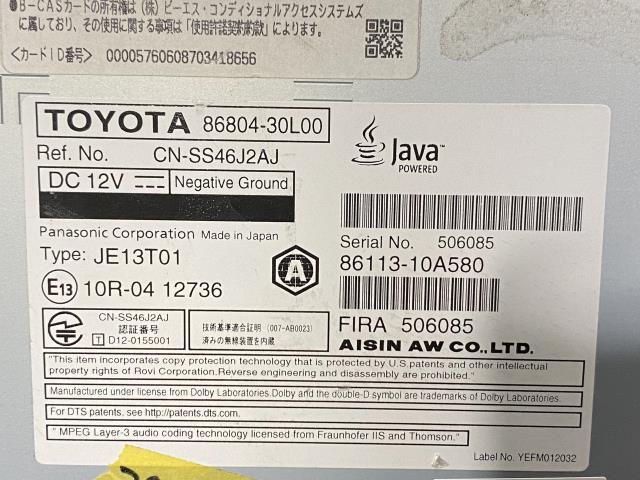 ●B-CASカードの所有権は(株)ビーエス・コンディショナルアクセスシステムズ
に属しており、その使用に関する事項は「使用許諾契約約款」によります。
<カードID番号> 00005760608703418656
TOYOTA 86804-30L00
Ref. No. CN-SS46J2AJ
DC 12V Negative Ground
Panasonic Corporation Made in Japan
Type: JE13T01
E13 10R-04 12736
CN-SS46J2AJ
認証番号
T D12-0155001
技術基準適合証明 (007-AB0023)
済みの無線装置を内蔵
A
Java™
POWERED
Serial No. 506085
86113-10A580
FIRA 506085
AISIN AW CO.,LTD.
"This item incorporates copy protection technology that is protected by U.S.patents and other intellectual
property rights of Rovi Corporation.Reverse engineering and disassembly are prohibited."
Manufactured under license from Dolby Laboratories.Dolby and the double-D symbol are trademarks of Dolby Laboratories.
For DTS patents, see http://patents.dts.com.
" MPEG Layer-3 audio coding technology licensed from Fraunhofer IIS and Thomson."
Label No. YEFM012032